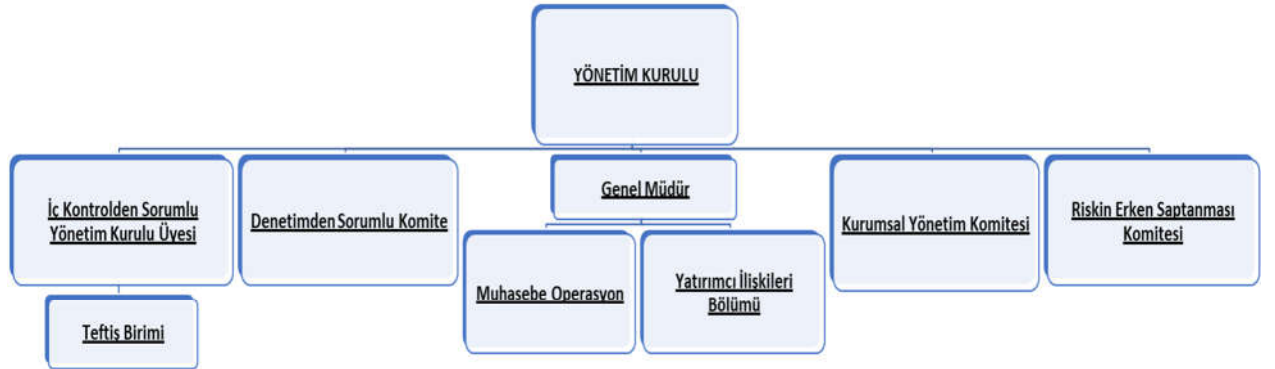 YÖNETİM KURULU
İç Kontrolden Sorumlu
Yönetim Kurulu Üyesi
Denetimden Sorumlu Komite
Genel Müdür
Kurumsal Yönetim Komitesi
Riskin Erken Saptanması
Komitesi
Teftiş Birimi
Muhasebe Operasyon
Yatırımcı İlişkileri
Bölümü